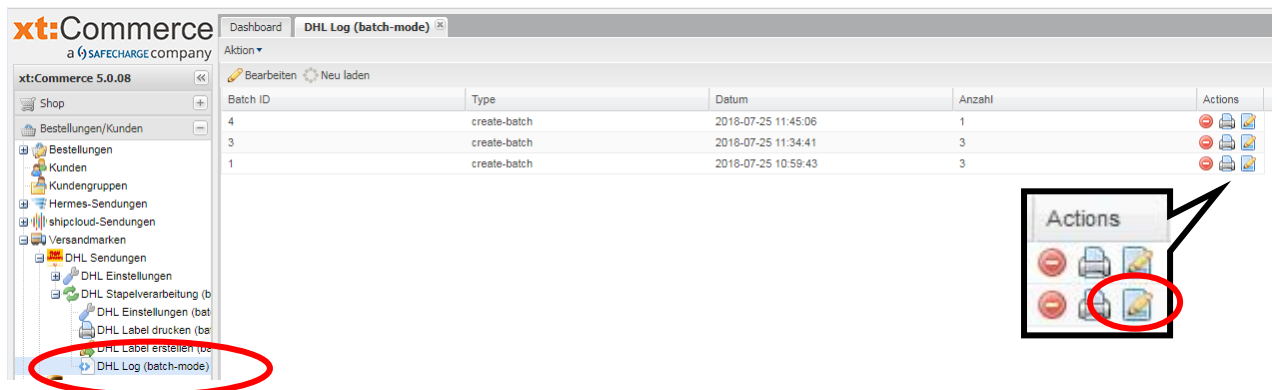 xt:Commerce
a SAFECHARGE company
Dashboard DHL Log (batch-mode)
Aktion
xt:Commerce 5.0.08
Bearbeiten Neu laden
Shop
Batch ID Type Datum Anzahl Actions
4 create-batch 2018-07-25 11:45:06 1
3 create-batch 2018-07-25 11:34:41 3
1 create-batch 2018-07-25 10:59:43 3
Bestellungen/Kunden
Bestellungen
Kunden
Kundengruppen
Hermes-Sendungen
shipcloud-Sendungen
Versandmarken
DHL Sendungen
DHL Einstellungen
DHL Stapelverarbeitung (b
DHL Einstellungen (bat
DHL Label drucken (ba
DHL Label erstellen (ba
DHL Log (batch-mode)
Actions